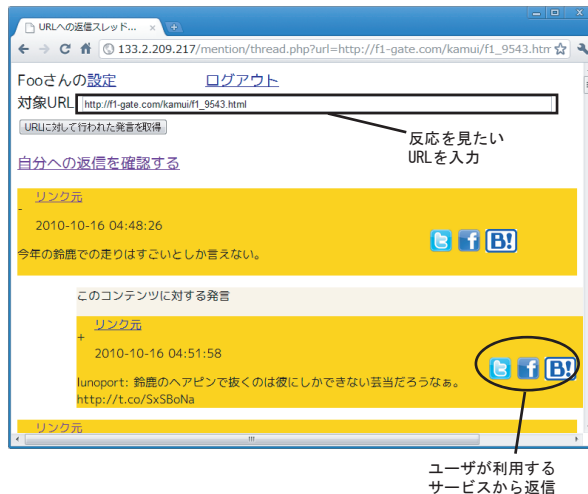 URLへの返信スレッド...
133.2.209.217/mention/thread.php?url=http://f1-gate.com/kamui/f1_9543.htm
Fooさんの設定 ログアウト
対象URL http://f1-gate.com/kamui/f1_9543.html
URLに対して行われた発言を取得
反応を見たい
URLを入力
自分への返信を確認する
リンク元
-
2010-10-16 04:48:26
今年の鈴鹿での走りはすごいとしか言えない。
B!
このコンテンツに対する発言
リンク元
+
2010-10-16 04:51:58
lunoport: 鈴鹿のヘアピンで抜くのは彼にしかできない芸当だろうなぁ。
http://t.co/SxSBoNa
B!
リンク元
ユーザが利用する
サービスから返信